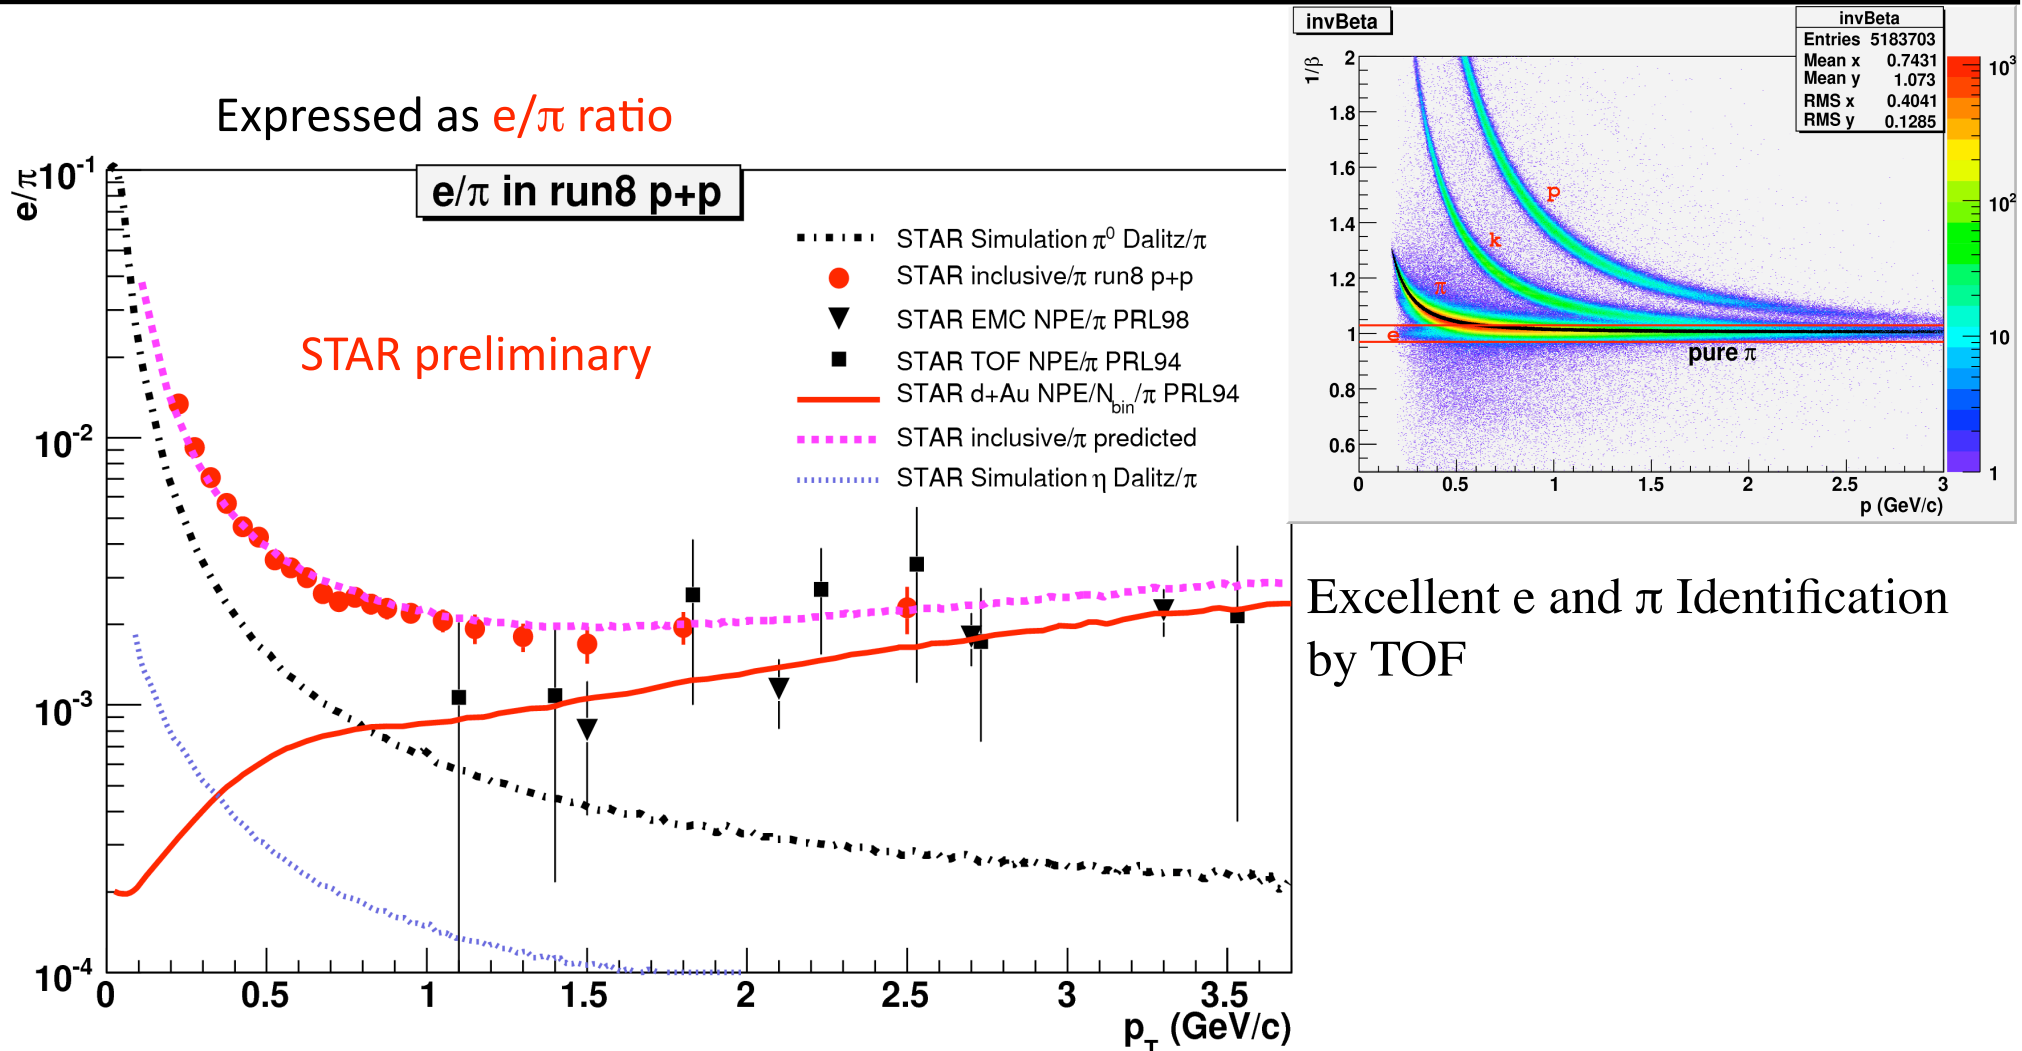 Expressed as e/π ratio
e/π in run8 p+p
e/π
10⁻¹
10⁻²
10⁻³
10⁻⁴
STAR Simulation π⁰ Dalitz/π
STAR inclusive/π run8 p+p
STAR EMC NPE/π PRL98
STAR TOF NPE/π PRL94
STAR d+Au NPE/N_bin/π PRL94
STAR inclusive/π predicted
STAR Simulation η Dalitz/π
STAR preliminary
0 0.5 1 1.5 2 2.5 3 3.5
p_T (GeV/c)
invBeta
invBeta
Entries 5183703
Mean x 0.7431
Mean y 1.073
RMS x 0.4041
RMS y 0.1285
1/β
2
1.8
1.6
1.4
1.2
1
0.8
0.6
p
k
π
e
pure π
0 0.5 1 1.5 2 2.5 3
p (GeV/c)
10³
10²
10
1
Excellent e and π Identification
by TOF